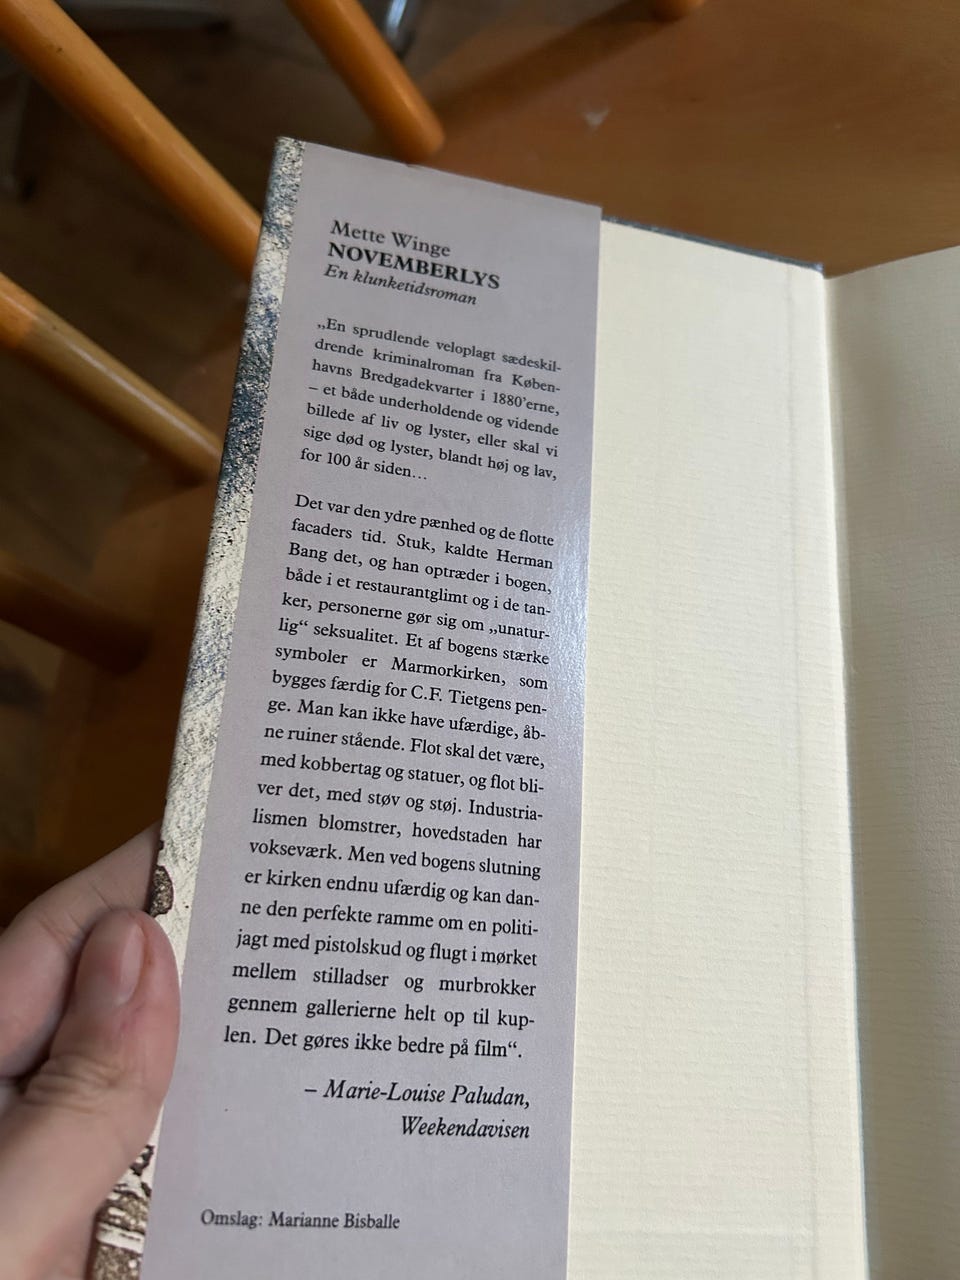 Mette Winge
NOVEMBERLYS
En klunketidsroman
„En sprudlende veloplagt sædeskil-
drende kriminalroman fra Køben-
havns Bredgadekvarter i 1880’erne,
– et både underholdende og vidende
billede af liv og lyster, eller skal vi
sige død og lyster, blandt høj og lav,
for 100 år siden…
Det var den ydre pænhed og de flotte
facaders tid. Stuk, kaldte Herman
Bang det, og han optræder i bogen,
både i et restaurantglimt og i de tan-
ker, personerne gør sig om „unatur-
lig“ seksualitet. Et af bogens stærke
symboler er Marmorkirken, som
bygges færdig for C.F. Tietgens pen-
ge. Man kan ikke have ufærdige, åb-
ne ruiner stående. Flot skal det være,
med kobbertag og statuer, og flot bli-
ver det, med støv og støj. Industria-
lismen blomstrer, hovedstaden har
vokseværk. Men ved bogens slutning
er kirken endnu ufærdig og kan dan-
ne den perfekte ramme om en politi-
jagt med pistolskud og flugt i mørket
mellem stilladser og murbrokker
gennem gallerierne helt op til kup-
len. Det gøres ikke bedre på film“.
– Marie-Louise Paludan,
Weekendavisen
Omslag: Marianne Bisballe